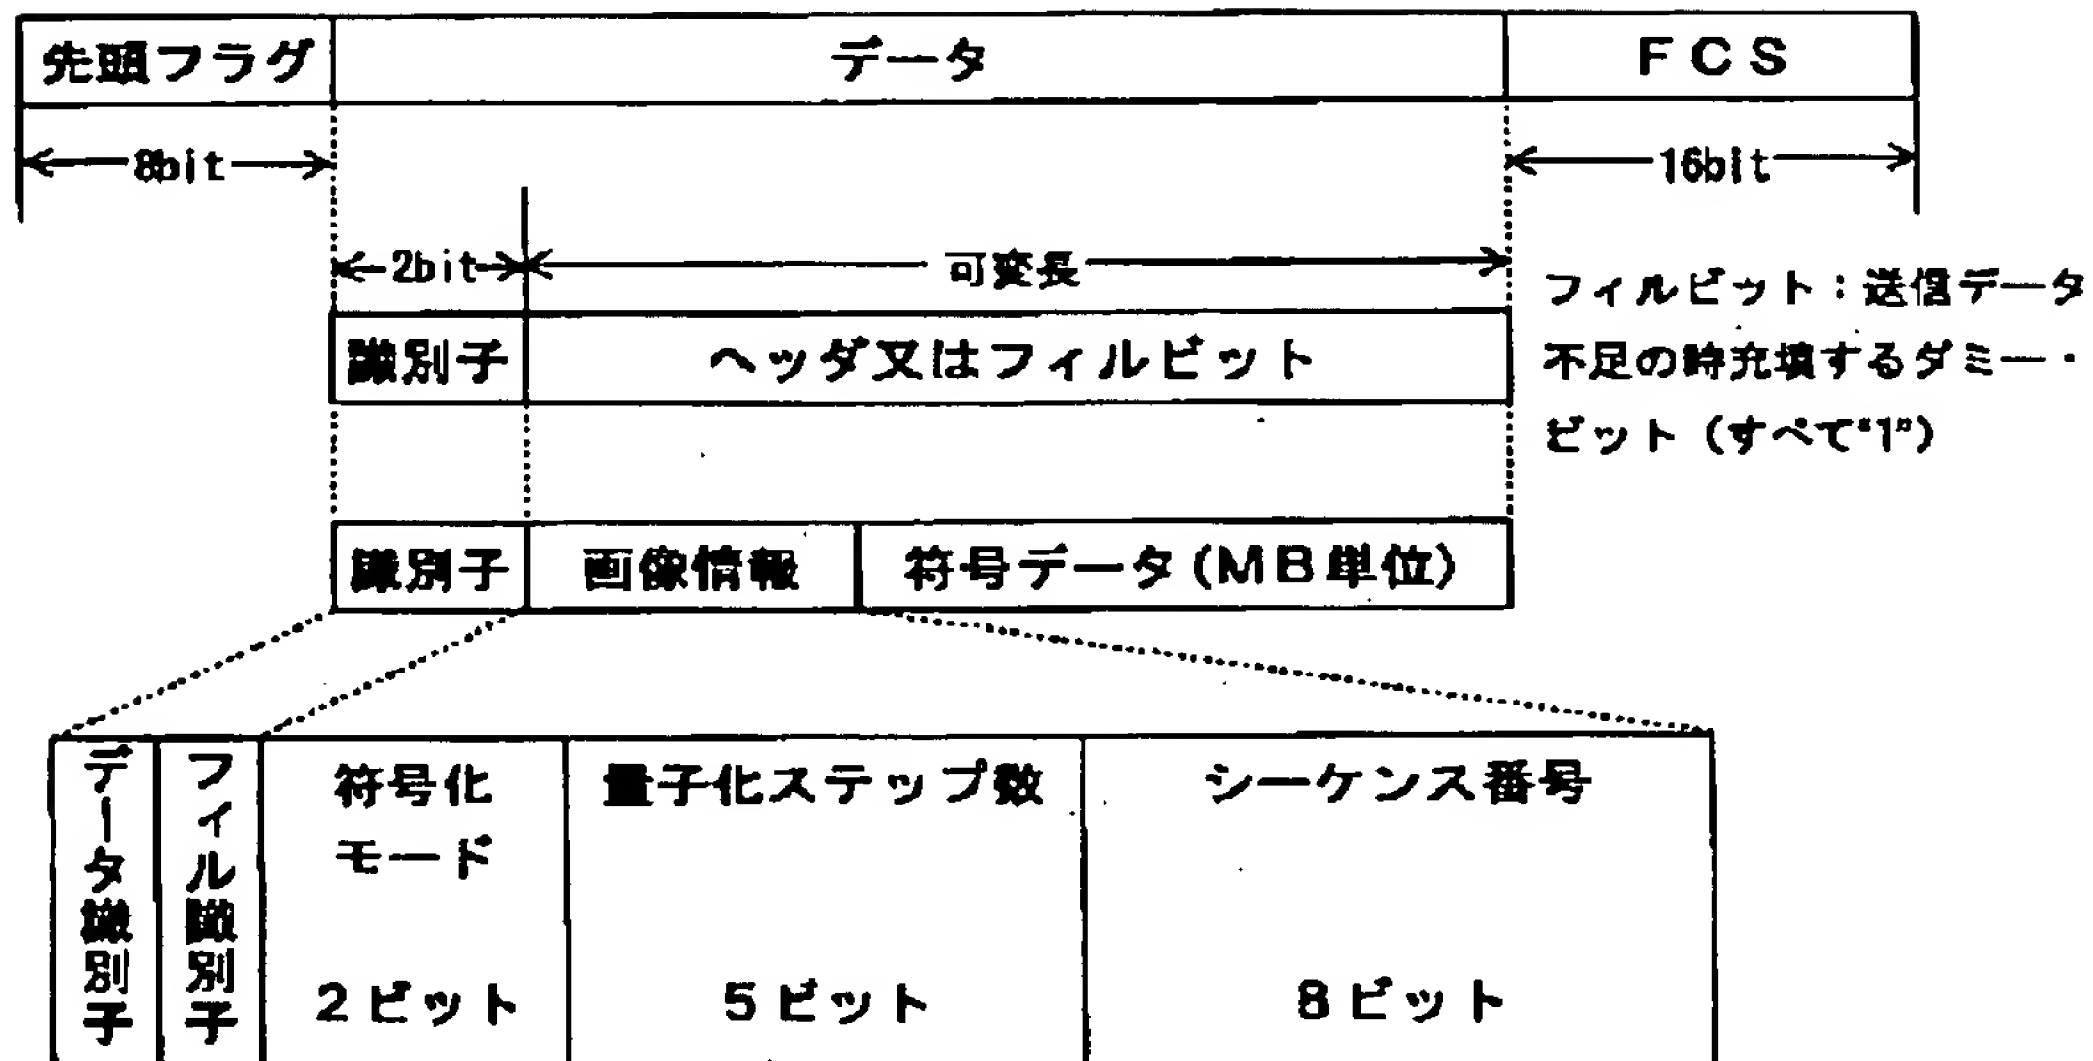 先頭フラグ データ FCS
8bit 16bit
2bit 可変長
フィルビット：送信データ
不足の時充填するダミー・
ビット（すべて“1”）
識別子 ヘッダ又はフィルビット
識別子 画像情報 符号データ(MB単位)
データ識別子
フィル識別子
符号化
モード
2ビット
量子化ステップ数
5ビット
シーケンス番号
8ビット